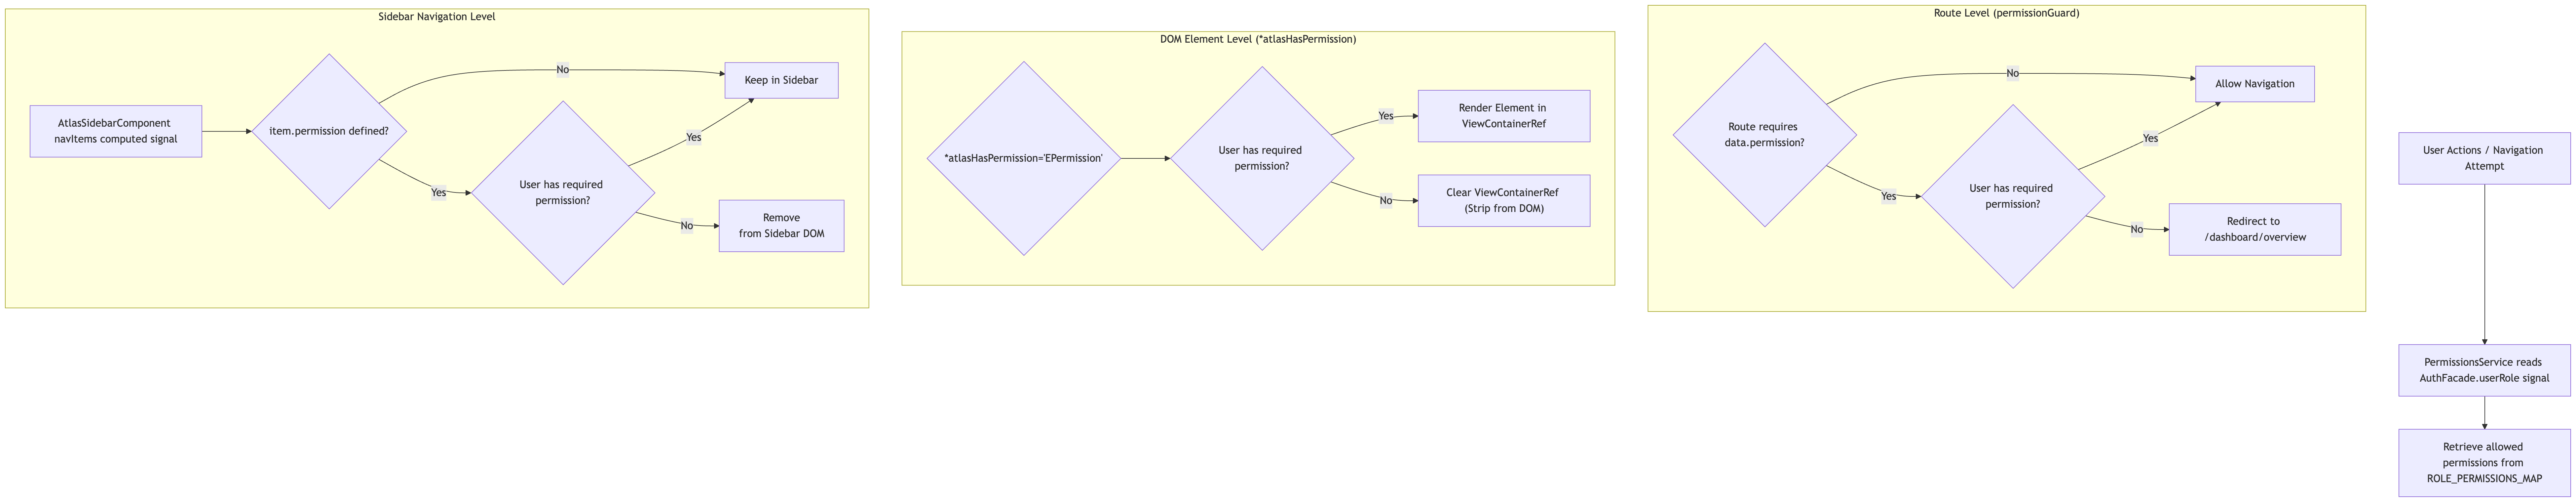 Sidebar Navigation Level
AtlasSidebarComponent
navItems computed signal
item.permission defined?
No
Yes
User has required
permission?
Yes
No
Keep in Sidebar
Remove
from Sidebar DOM
DOM Element Level (*atlasHasPermission)
*atlasHasPermission='EPermission'
User has required
permission?
Yes
No
Render Element in
ViewContainerRef
Clear ViewContainerRef
(Strip from DOM)
Route Level (permissionGuard)
Route requires
data.permission?
No
Yes
User has required
permission?
Yes
No
Allow Navigation
Redirect to
/dashboard/overview
User Actions / Navigation
Attempt
PermissionsService reads
AuthFacade.userRole signal
Retrieve allowed
permissions from
ROLE_PERMISSIONS_MAP